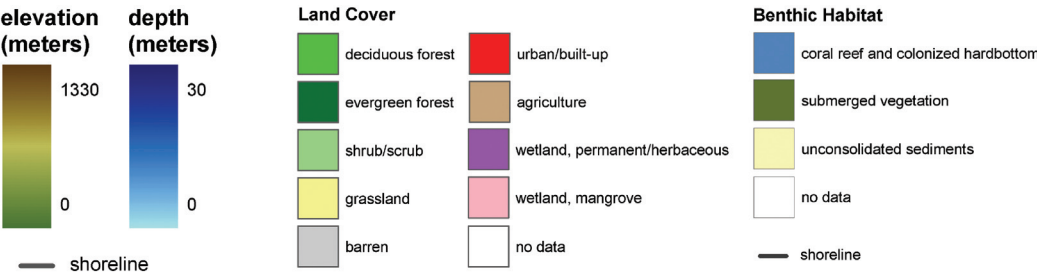 elevation
(meters)
1330
0
shoreline
depth
(meters)
30
0
Land Cover
deciduous forest
evergreen forest
shrub/scrub
grassland
barren
urban/built-up
agriculture
wetland, permanent/herbaceous
wetland, mangrove
no data
Benthic Habitat
coral reef and colonized hardbottom
submerged vegetation
unconsolidated sediments
no data
shoreline